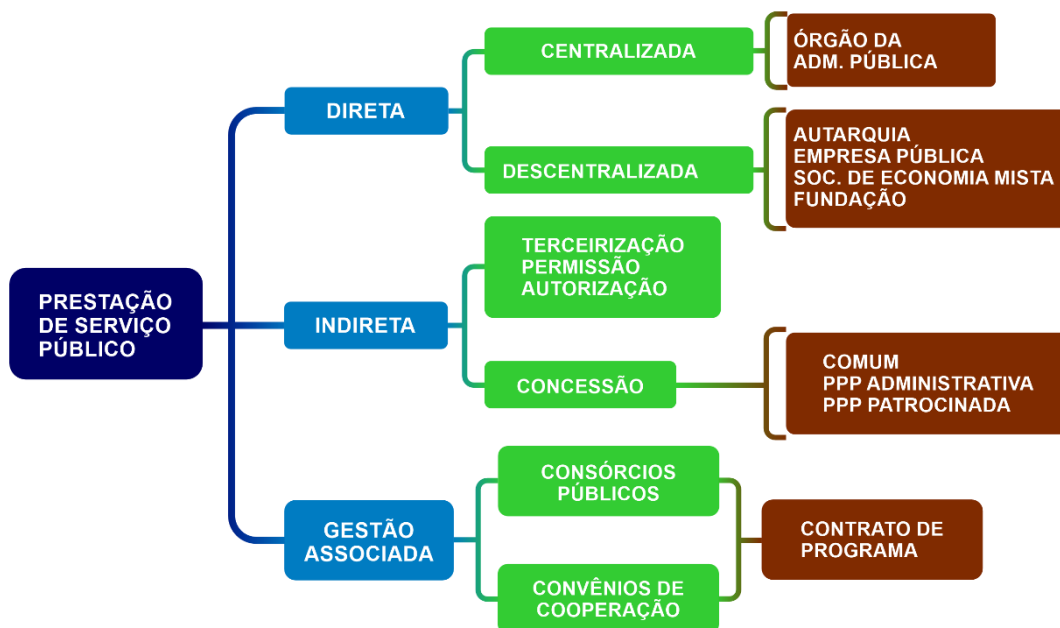 PRESTAÇÃO
DE SERVIÇO
PÚBLICO
DIRETA
CENTRALIZADA
ÓRGÃO DA
ADM. PÚBLICA
DESCENTRALIZADA
AUTARQUIA
EMPRESA PÚBLICA
SOC. DE ECONOMIA MISTA
FUNDAÇÃO
INDIRETA
TERCEIRIZAÇÃO
PERMISSÃO
AUTORIZAÇÃO
CONCESSÃO
COMUM
PPP ADMINISTRATIVA
PPP PATROCINADA
GESTÃO
ASSOCIADA
CONSÓRCIOS
PÚBLICOS
CONVÊNIOS DE
COOPERAÇÃO
CONTRATO DE
PROGRAMA